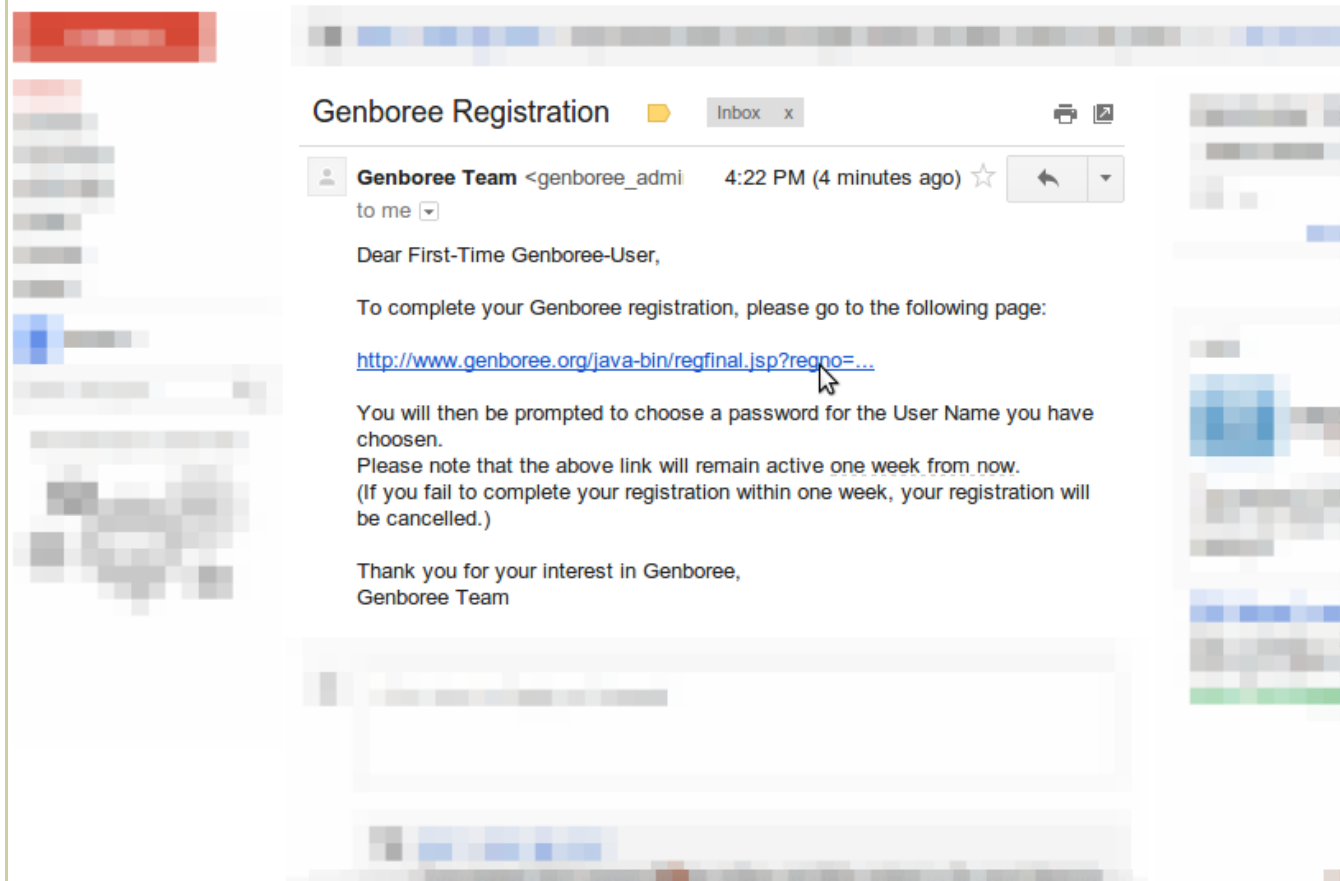 Genboree Registration Inbox x
Genboree Team <genboree_admi 4:22 PM (4 minutes ago)
to me
Dear First-Time Genboree-User,
To complete your Genboree registration, please go to the following page:
http://www.genboree.org/java-bin/regfinal.jsp?regno=...
You will then be prompted to choose a password for the User Name you have
choosen.
Please note that the above link will remain active one week from now.
(If you fail to complete your registration within one week, your registration will
be cancelled.)
Thank you for your interest in Genboree,
Genboree Team